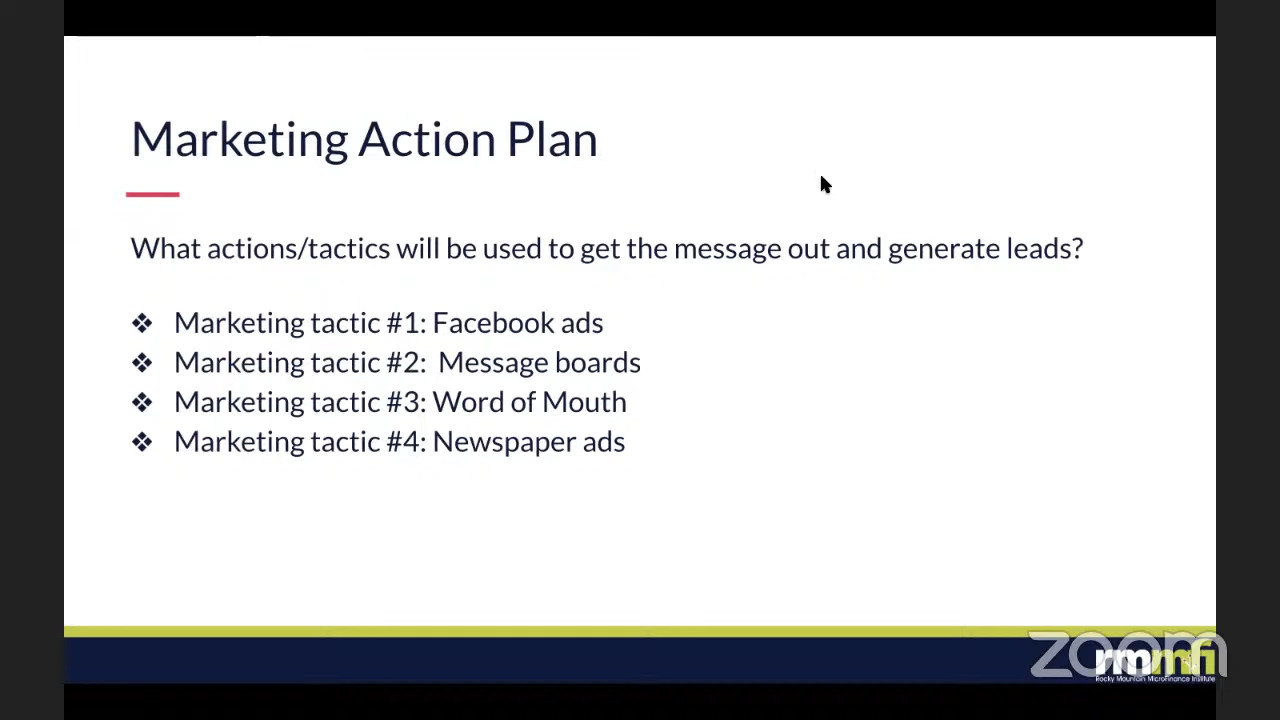 Marketing Action Plan
What actions/tactics will be used to get the message out and generate leads?
❖ Marketing tactic #1: Facebook ads
❖ Marketing tactic #2:  Message boards
❖ Marketing tactic #3: Word of Mouth
❖ Marketing tactic #4: Newspaper ads
zoom
rmmfi
Rocky Mountain MicroFinance Institute